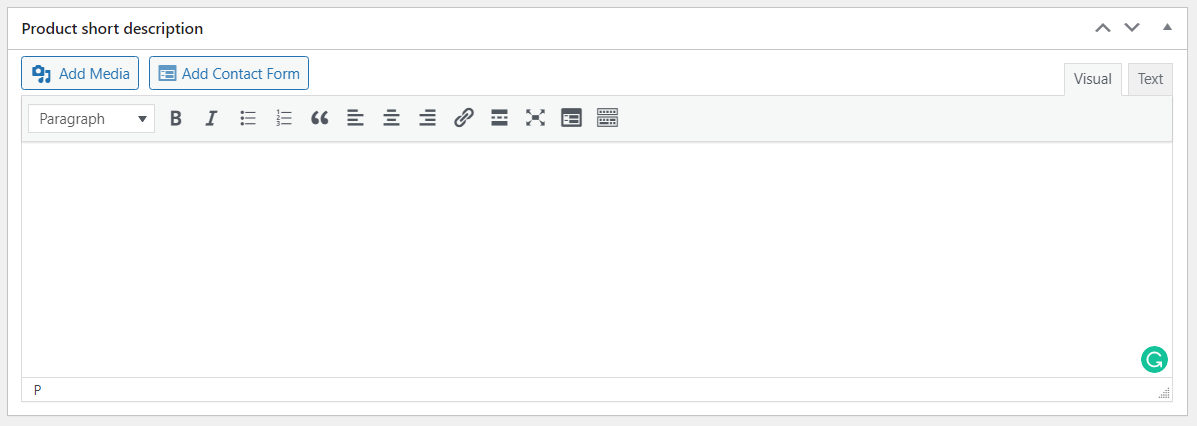 Product short description
Add Media Add Contact Form
Visual Text
Paragraph B I
P